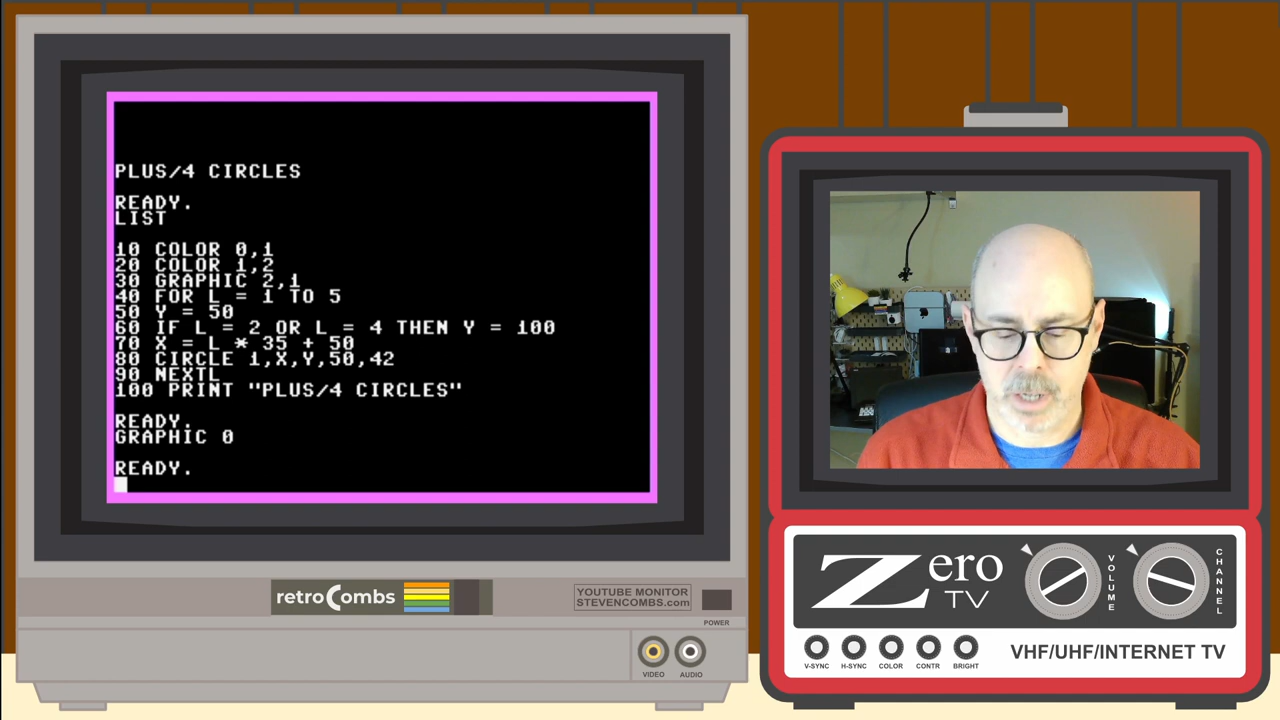 PLUS/4 CIRCLES
READY.
LIST
10 COLOR 0,1
20 COLOR 1,2
30 GRAPHIC 2,1
40 FOR L = 1 TO 5
50 Y = 50
60 IF L = 2 OR L = 4 THEN Y = 100
70 X = L * 35 + 50
80 CIRCLE 1,X,Y,50,42
90 NEXTL
100 PRINT "PLUS/4 CIRCLES"
READY.
GRAPHIC 0
READY.
retroCombs
YOUTUBE MONITOR
STEVENCOMBS.com
POWER
VIDEO
AUDIO
Zero
TV
VOLUME
CHANNEL
V-SYNC
H-SYNC
COLOR
CONTR
BRIGHT
VHF/UHF/INTERNET TV